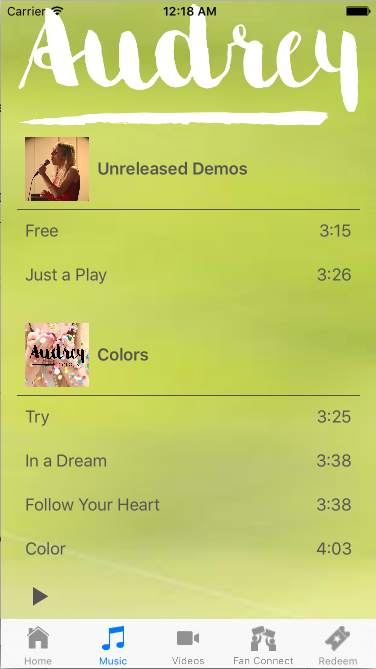 Carrier 12:18 AM
Audrey
Unreleased Demos
Free 3:15
Just a Play 3:26
Audrey
Colors
Try 3:25
In a Dream 3:38
Follow Your Heart 3:38
Color 4:03
Home Music Videos Fan Connect Redeem